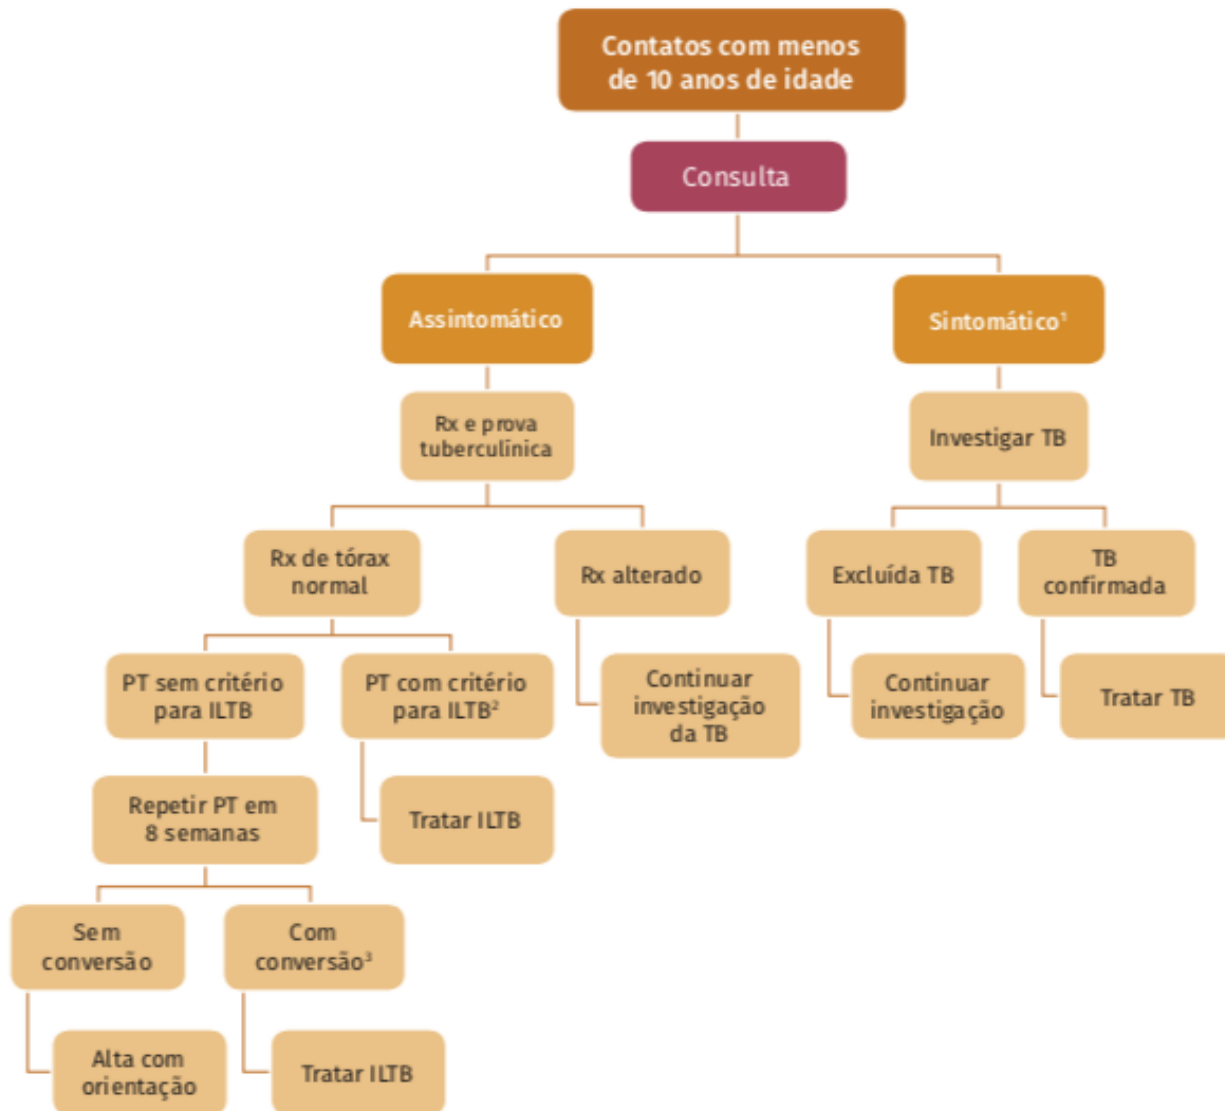 Contatos com menos
de 10 anos de idade
Consulta
Assintomático
Sintomático¹
Rx e prova
tuberculínica
Investigar TB
Rx de tórax
normal
Rx alterado
Excluída TB
TB
confirmada
PT sem critério
para ILTB
PT com critério
para ILTB²
Continuar
investigação
da TB
Continuar
investigação
Tratar TB
Repetir PT em
8 semanas
Tratar ILTB
Sem
conversão
Com
conversão³
Alta com
orientação
Tratar ILTB